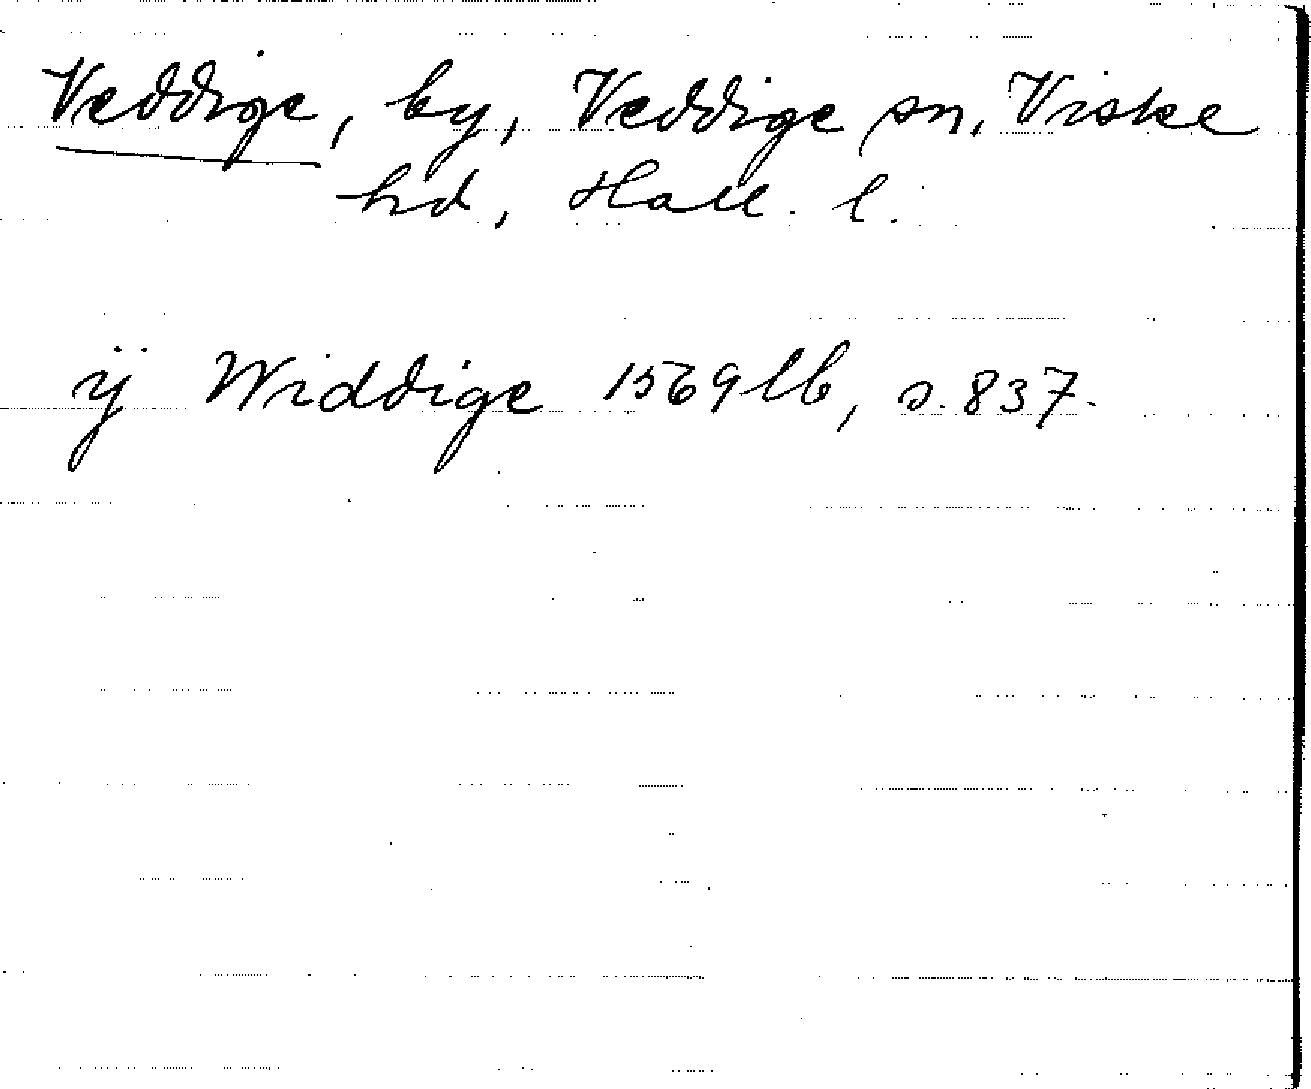 Veddige, by, Veddige sn, Viske
hd, Hall. l.
ij Widdige 1569 lb, s. 837.